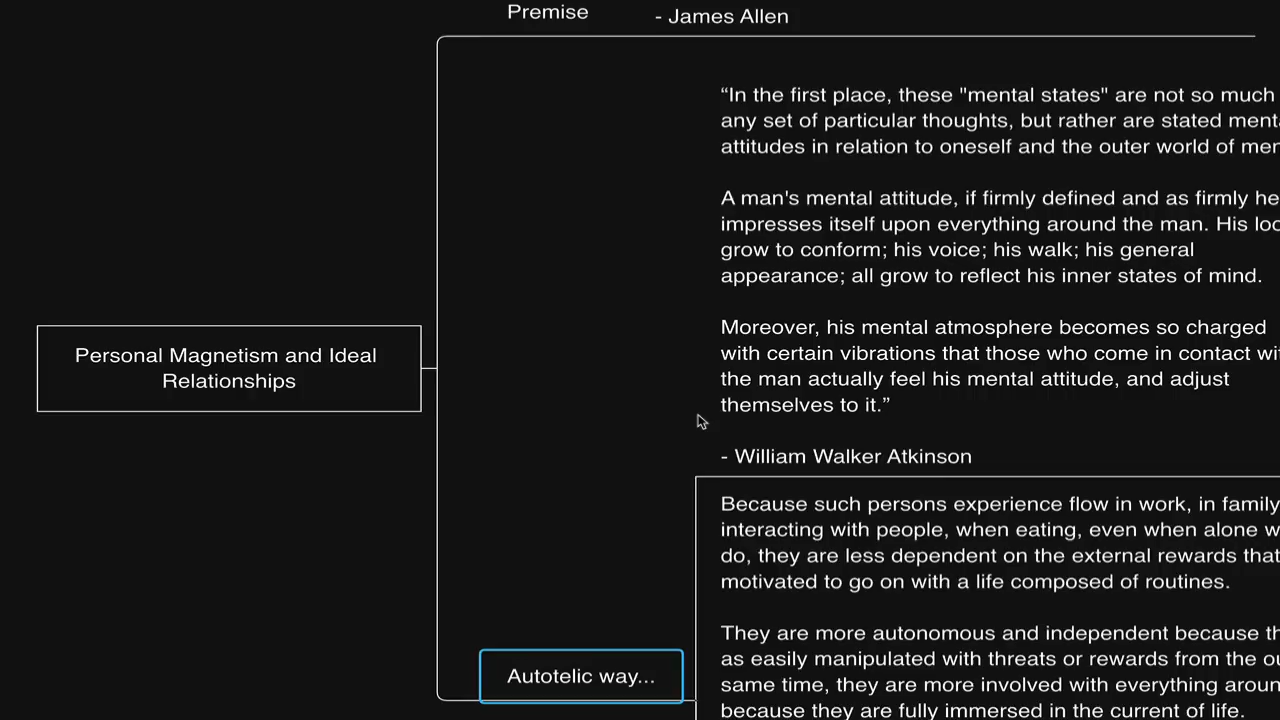 Premise
- James Allen
“In the first place, these "mental states" are not so much
any set of particular thoughts, but rather are stated
attitudes in relation to oneself and the outer world of
A man's mental attitude, if firmly defined and as firmly
impresses itself upon everything around the man. His
grow to conform; his voice; his walk; his general
appearance; all grow to reflect his inner states of mind.
Moreover, his mental atmosphere becomes so charged
with certain vibrations that those who come in contact
the man actually feel his mental attitude, and adjust
themselves to it.”
- William Walker Atkinson
Personal Magnetism and Ideal
Relationships
Because such persons experience flow in work, in family
interacting with people, when eating, even when alone
do, they are less dependent on the external rewards that
motivated to go on with a life composed of routines.
They are more autonomous and independent because
as easily manipulated with threats or rewards from the
same time, they are more involved with everything
because they are fully immersed in the current of life.
Autotelic way...